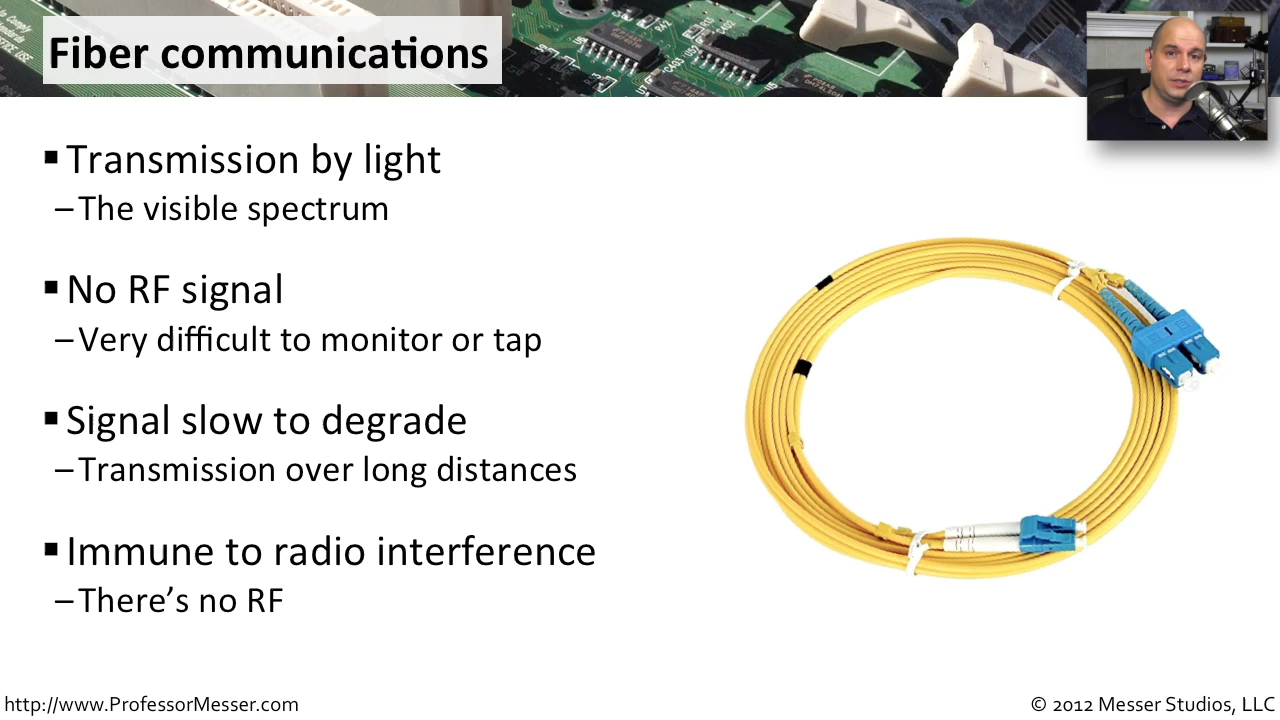 Fiber communications
▪ Transmission by light
– The visible spectrum
▪ No RF signal
– Very difficult to monitor or tap
▪ Signal slow to degrade
– Transmission over long distances
▪ Immune to radio interference
– There's no RF
http://www.ProfessorMesser.com
© 2012 Messer Studios, LLC